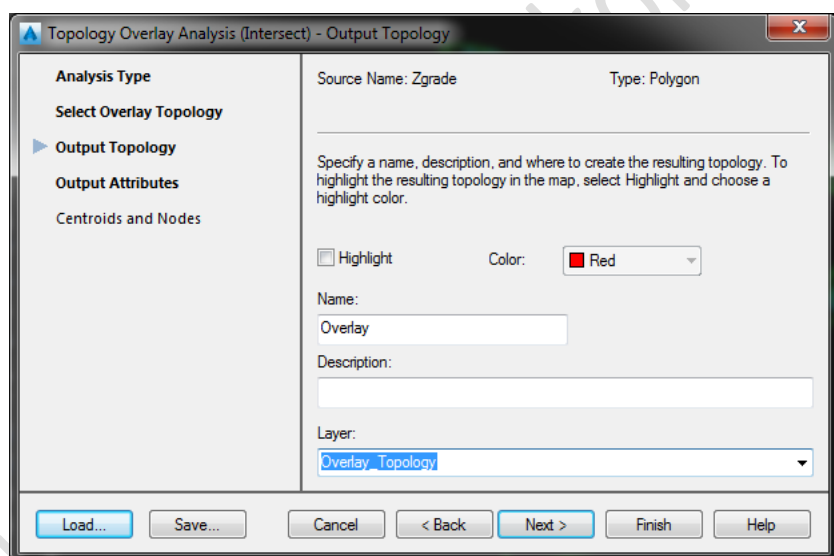 Topology Overlay Analysis (Intersect) - Output Topology
Analysis Type
Select Overlay Topology
Output Topology
Output Attributes
Centroids and Nodes
Source Name: Zgrade Type: Polygon
Specify a name, description, and where to create the resulting topology. To
highlight the resulting topology in the map, select Highlight and choose a
highlight color.
Highlight Color: Red
Name:
Overlay
Description:
Layer:
Overlay_Topology
Load... Save... Cancel < Back Next > Finish Help